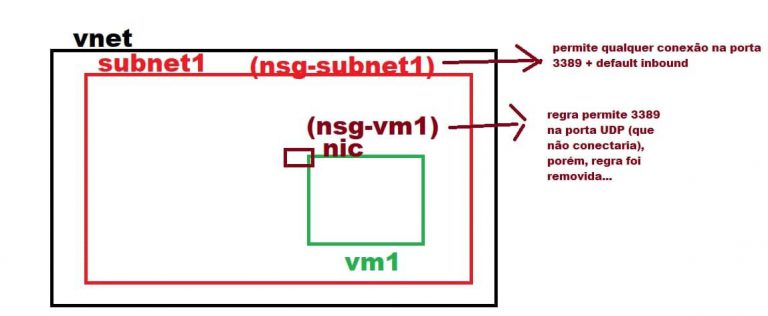 vnet
subnet1 (nsg-subnet1)
permite qualquer conexão na porta
3389 + default inbound
(nsg-vm1)
nic
regra permite 3389
na porta UDP (que
não conectaria),
porém, regra foi
removida...
vm1